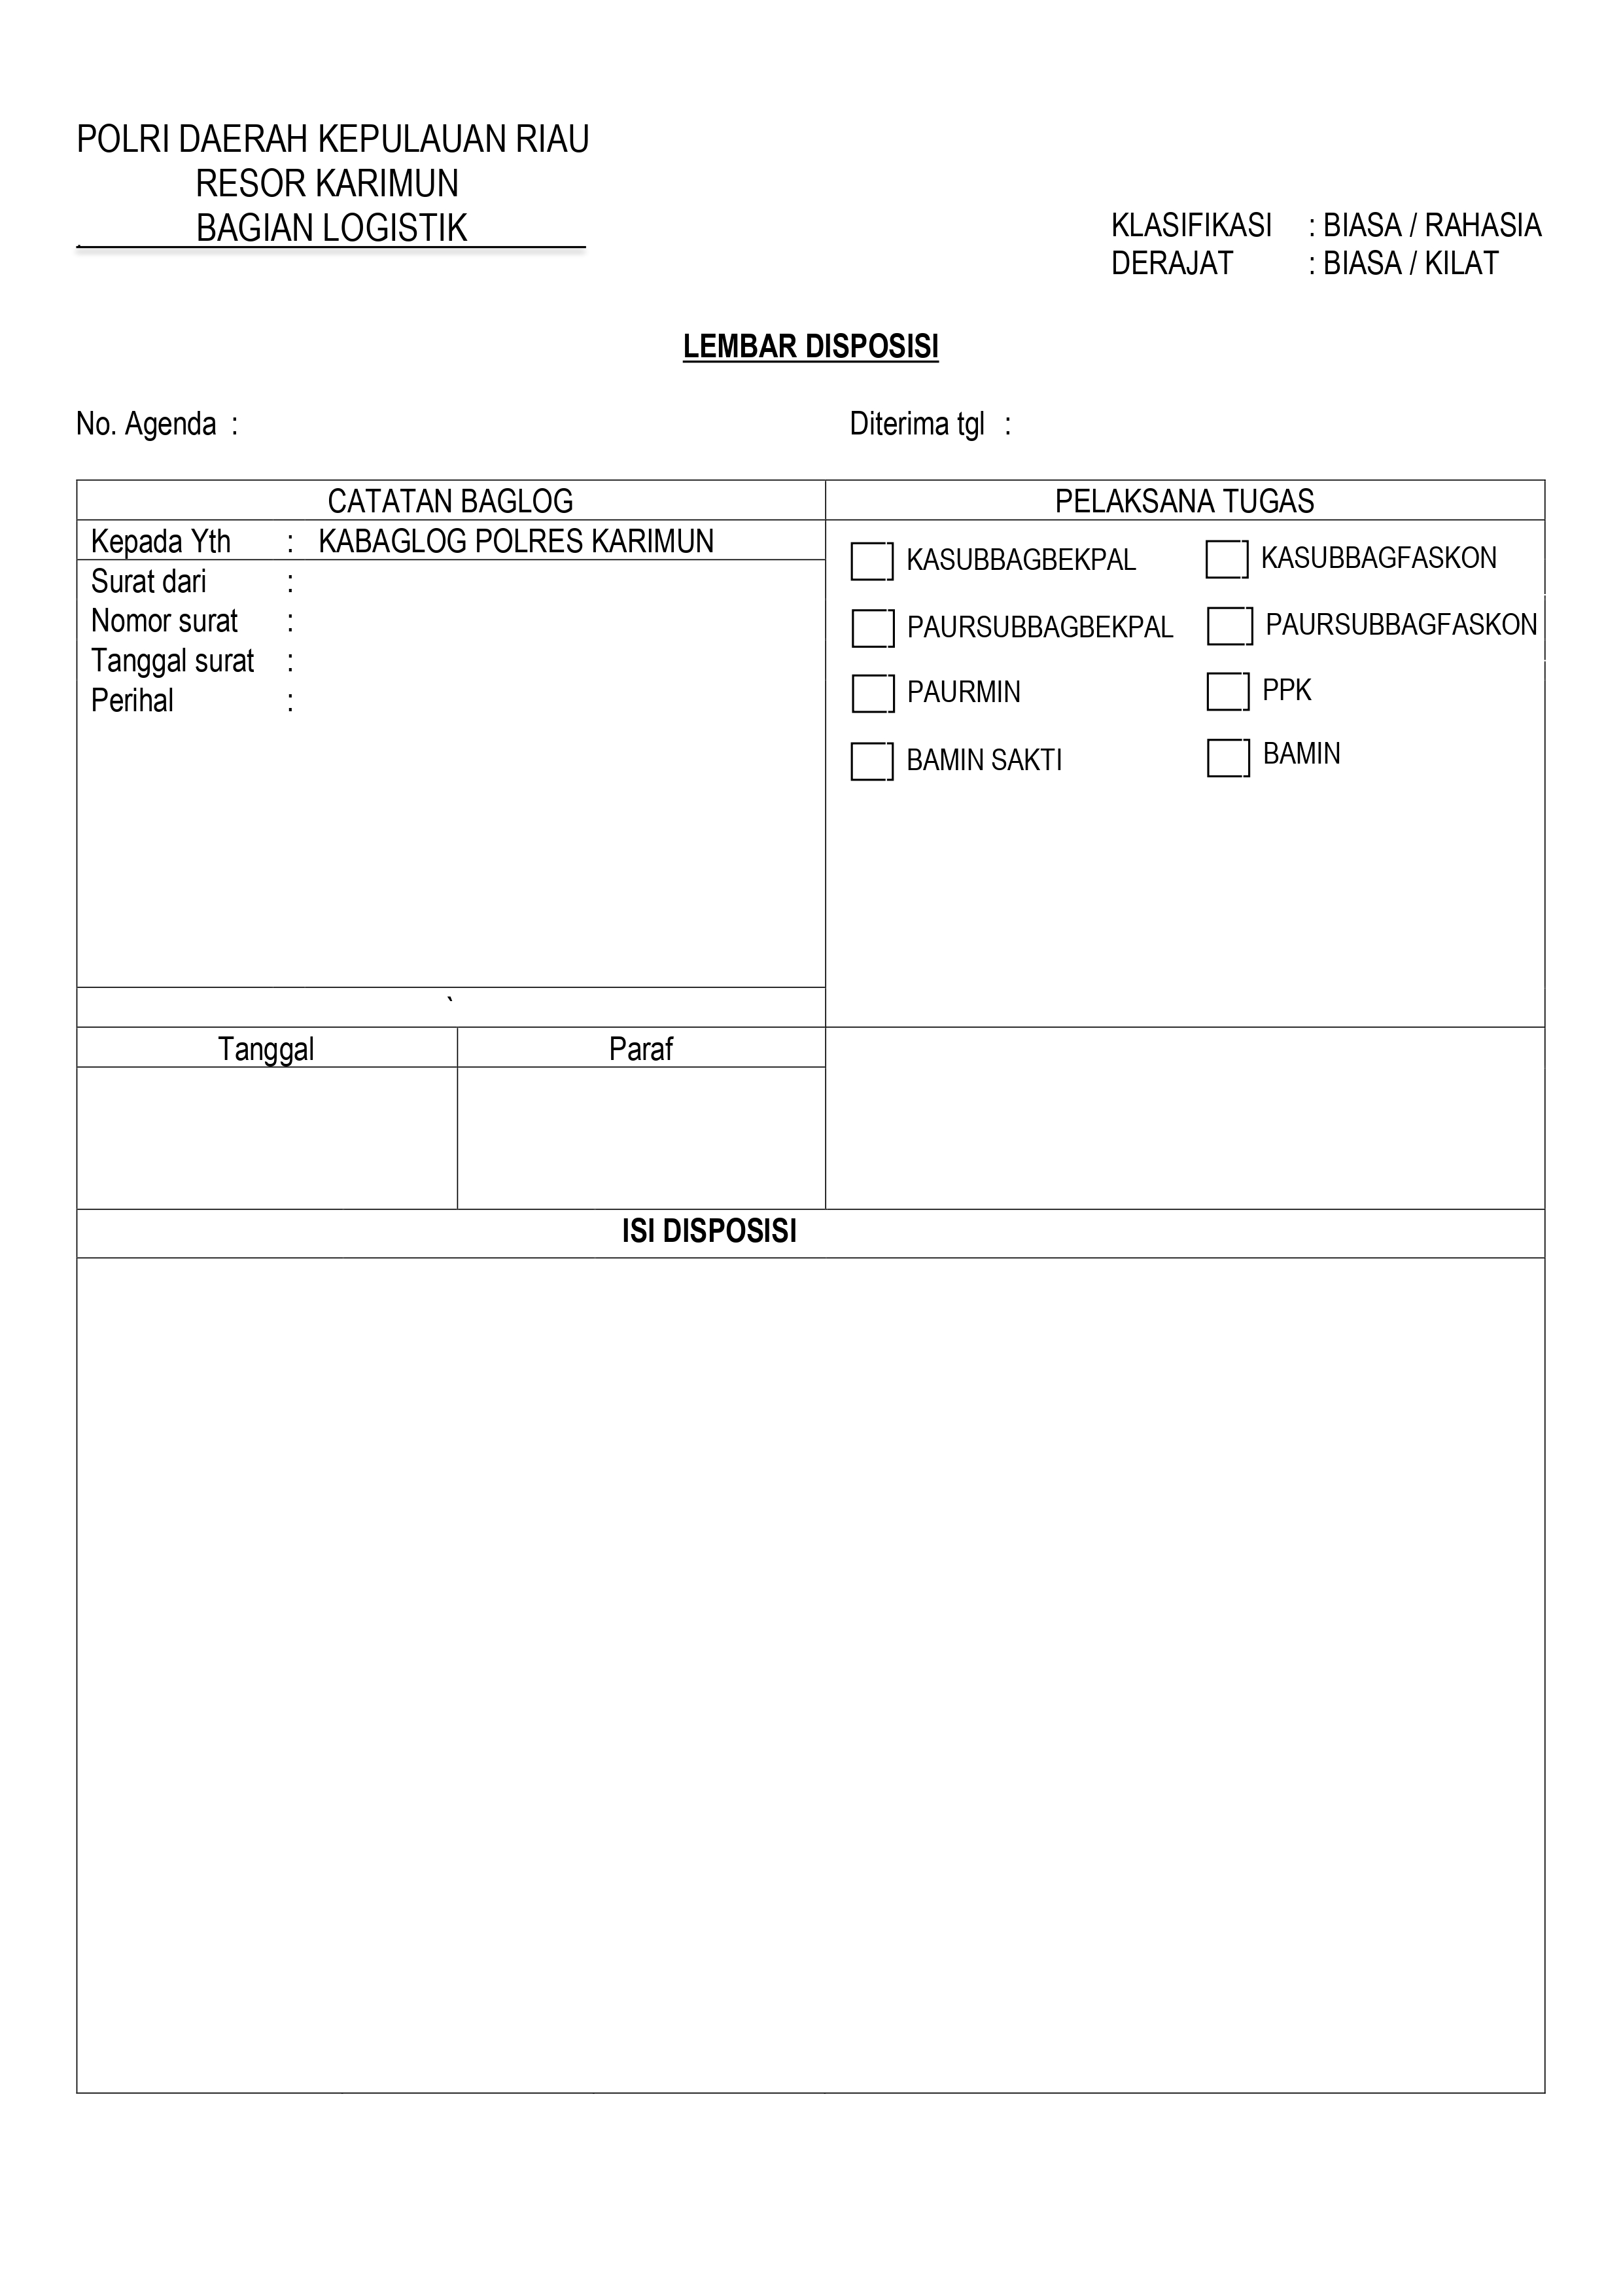 POLRI DAERAH KEPULAUAN RIAU
RESOR KARIMUN
BAGIAN LOGISTIK
KLASIFIKASI : BIASA / RAHASIA
DERAJAT : BIASA / KILAT
LEMBAR DISPOSISI
No. Agenda : Diterima tgl :
CATATAN BAGLOG PELAKSANA TUGAS
Kepada Yth : KABAGLOG POLRES KARIMUN
Surat dari :
Nomor surat :
Tanggal surat :
Perihal :
KASUBBAGBEKPAL KASUBBAGFASKON
PAURSUBBAGBEKPAL PAURSUBBAGFASKON
PAURMIN PPK
BAMIN SAKTI BAMIN
`
Tanggal Paraf
ISI DISPOSISI